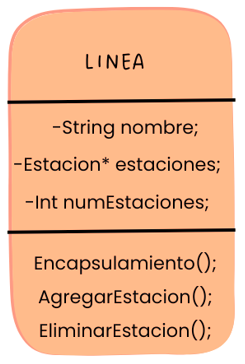 LINEA
-String nombre;
-Estacion* estaciones;
-Int numEstaciones;
Encapsulamiento();
AgregarEstacion();
EliminarEstacion();